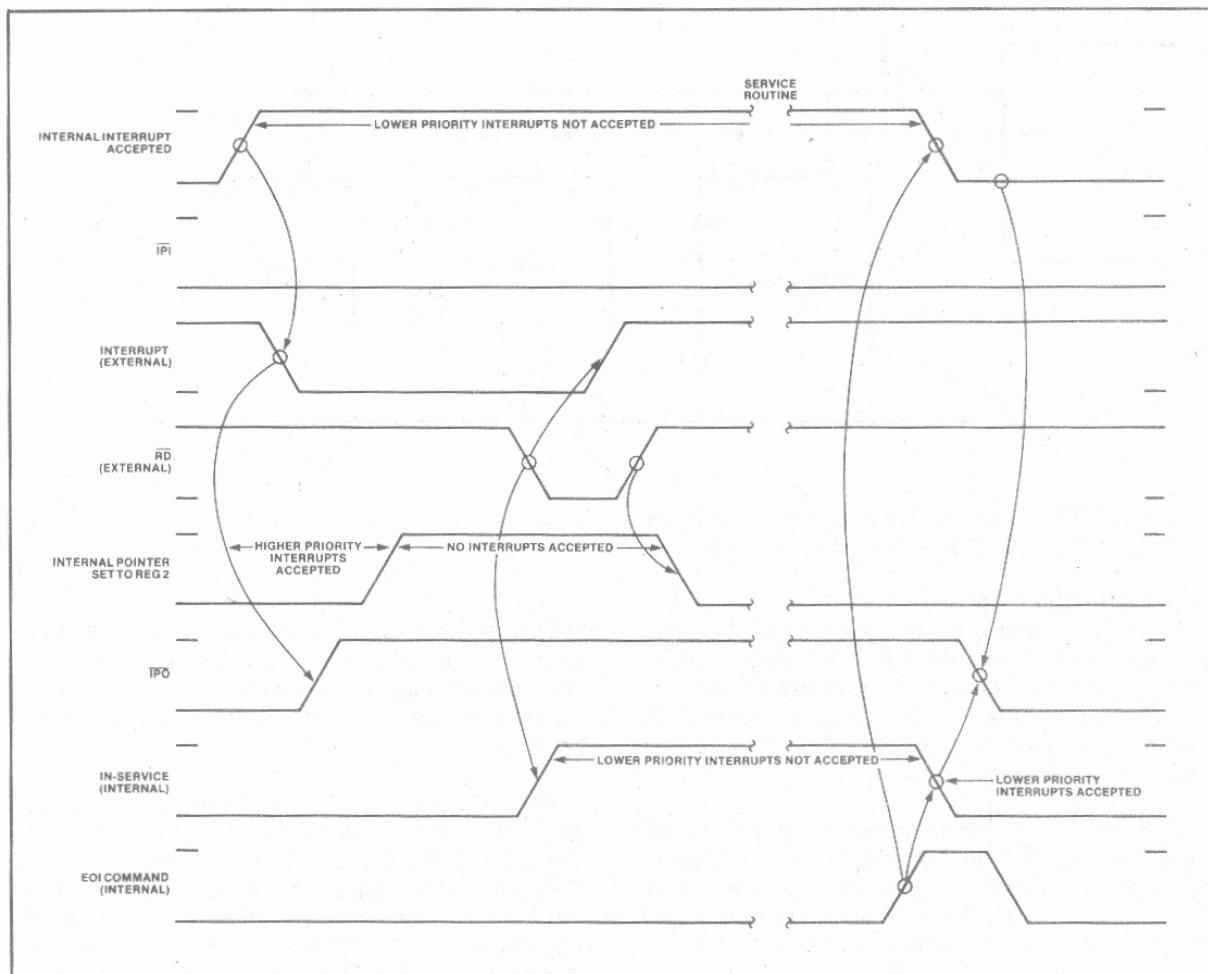 SERVICE
ROUTINE
INTERNAL INTERRUPT
ACCEPTED
LOWER PRIORITY INTERRUPTS NOT ACCEPTED
IPI
INTERRUPT
(EXTERNAL)
RD
(EXTERNAL)
INTERNAL POINTER
SET TO REG 2
HIGHER PRIORITY
INTERRUPTS
ACCEPTED
NO INTERRUPTS ACCEPTED
IPO
IN-SERVICE
(INTERNAL)
LOWER PRIORITY INTERRUPTS NOT ACCEPTED
LOWER PRIORITY
INTERRUPTS ACCEPTED
EOI COMMAND
(INTERNAL)